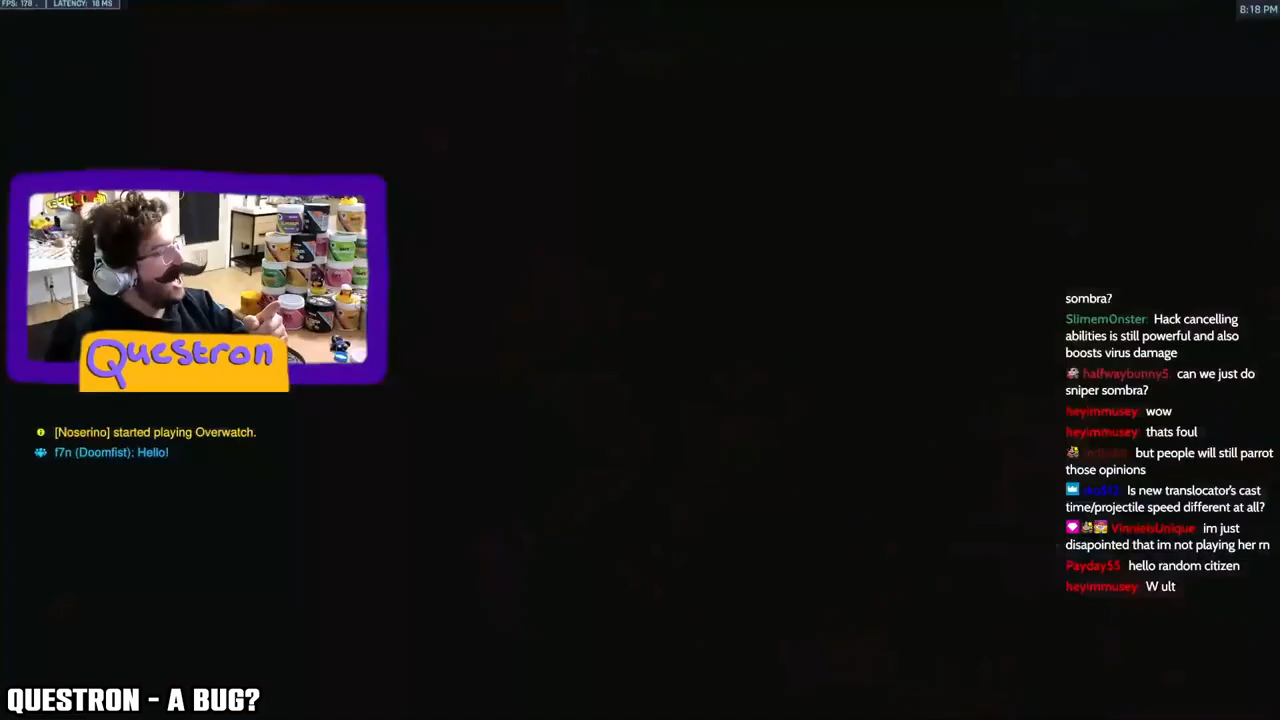 FPS: 178
LATENCY: 18 MS
8:18 PM
Questron
[Noserino] started playing Overwatch.
f7n (Doomfist): Hello!
sombra?
SlimemOnster: Hack cancelling
abilities is still powerful and also
boosts virus damage
halfwaybunny5: can we just do
sniper sombra?
heyimmusey: wow
heyimmusey: thats foul
but people will still parrot
those opinions
Is new translocator's cast
time/projectile speed different at all?
VinnieIsUnique: im just
disapointed that im not playing her rn
Payday55: hello random citizen
heyimmusey: W ult
QUESTRON - A BUG?